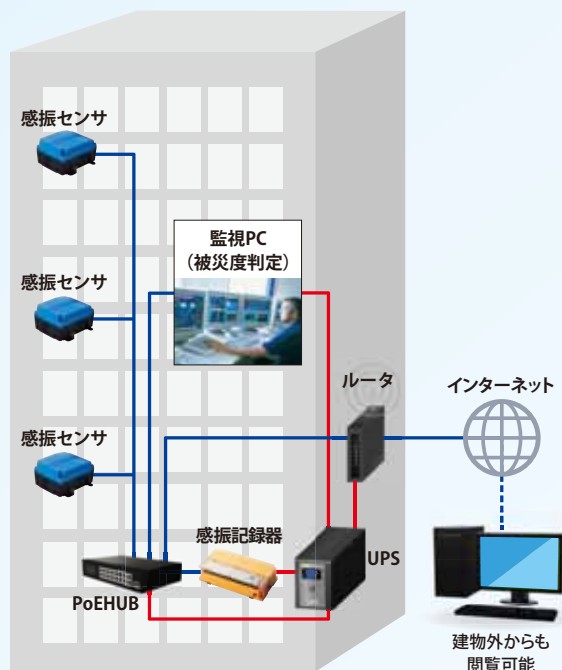 感振センサ
監視PC
（被災度判定）
感振センサ
ルータ
インターネット
感振センサ
感振記録器
UPS
PoEHUB
建物外からも
閲覧可能